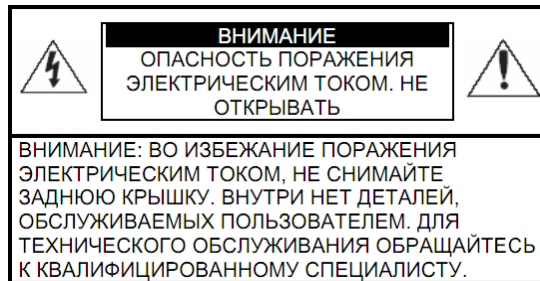 ВНИМАНИЕ
ОПАСНОСТЬ ПОРАЖЕНИЯ
ЭЛЕКТРИЧЕСКИМ ТОКОМ. НЕ
ОТКРЫВАТЬ
ВНИМАНИЕ: ВО ИЗБЕЖАНИЕ ПОРАЖЕНИЯ
ЭЛЕКТРИЧЕСКИМ ТОКОМ, НЕ СНИМАЙТЕ
ЗАДНЮЮ КРЫШКУ. ВНУТРИ НЕТ ДЕТАЛЕЙ,
ОБСЛУЖИВАЕМЫХ ПОЛЬЗОВАТЕЛЕМ. ДЛЯ
ТЕХНИЧЕСКОГО ОБСЛУЖИВАНИЯ ОБРАЩАЙТЕСЬ
К КВАЛИФИЦИРОВАННОМУ СПЕЦИАЛИСТУ.